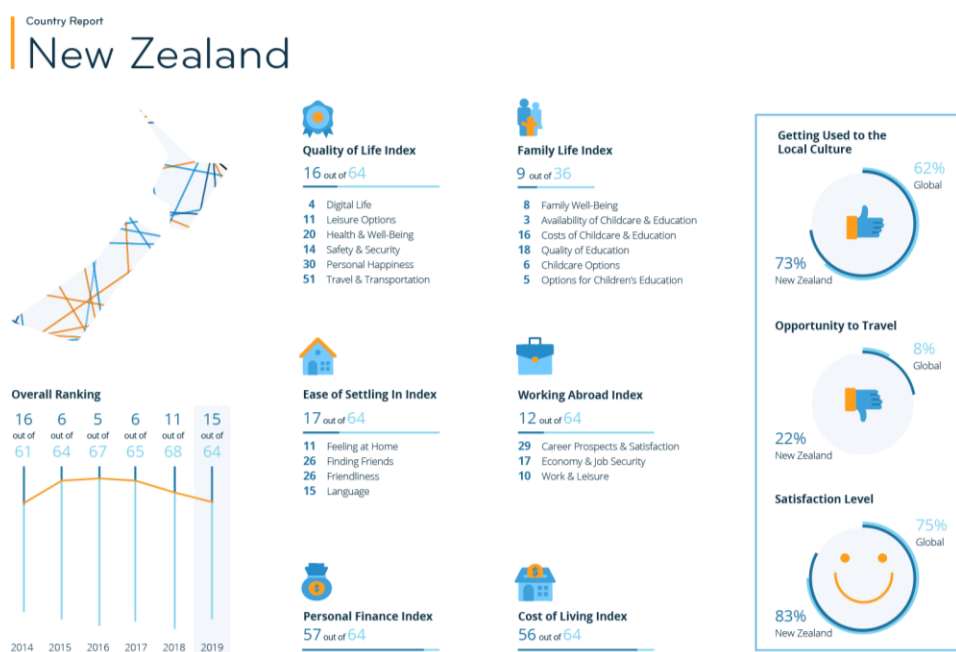 Country Report
New Zealand
Quality of Life Index
16 out of 64
4 Digital Life
11 Leisure Options
20 Health & Well-Being
14 Safety & Security
30 Personal Happiness
51 Travel & Transportation
Family Life Index
9 out of 36
8 Family Well-Being
3 Availability of Childcare & Education
16 Costs of Childcare & Education
18 Quality of Education
6 Childcare Options
5 Options for Children's Education
Overall Ranking
16 6 5 6 11 15
out of out of out of out of out of out of
61 64 67 65 68 64
2014 2015 2016 2017 2018 2019
Ease of Settling In Index
17 out of 64
11 Feeling at Home
26 Finding Friends
26 Friendliness
15 Language
Working Abroad Index
12 out of 64
29 Career Prospects & Satisfaction
17 Economy & Job Security
10 Work & Leisure
$
Personal Finance Index
57 out of 64
$
Cost of Living Index
56 out of 64
Getting Used to the
Local Culture
62%
Global
73%
New Zealand
Opportunity to Travel
8%
Global
22%
New Zealand
Satisfaction Level
75%
Global
83%
New Zealand